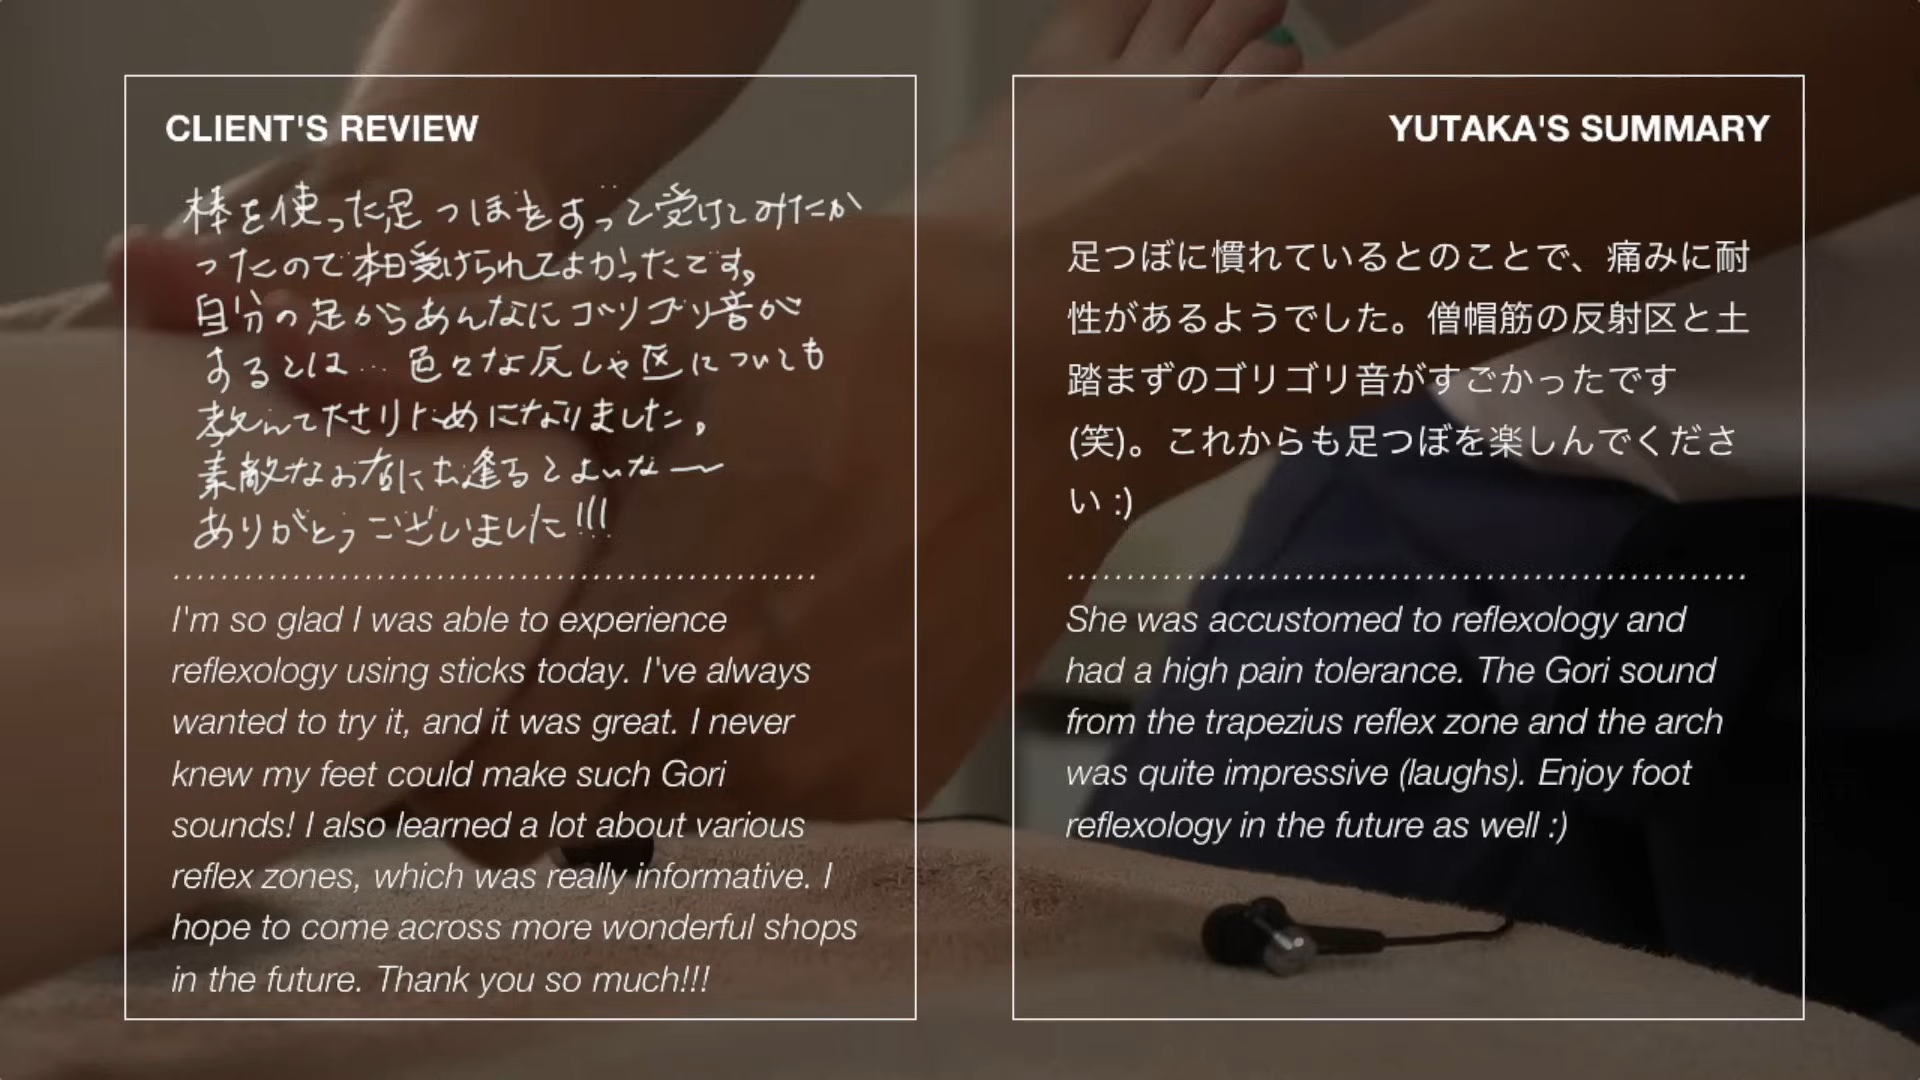 CLIENT'S REVIEW
棒を使った足つぼをずって受けてみたか
ったので本日受けられてよかったです。
自分の足からあんなにゴリゴリ音が
するとは… 色々な反しゃ区についても
教えて下さりためになりました。
素敵なお店にお逢るとよいな〜
ありがとうございました!!!
I'm so glad I was able to experience
reflexology using sticks today. I've always
wanted to try it, and it was great. I never
knew my feet could make such Gori
sounds! I also learned a lot about various
reflex zones, which was really informative. I
hope to come across more wonderful shops
in the future. Thank you so much!!!
YUTAKA'S SUMMARY
足つぼに慣れているとのことで、痛みに耐
性があるようでした。僧帽筋の反射区と土
踏まずのゴリゴリ音がすごかったです
(笑)。これからも足つぼを楽しんでくださ
い :)
She was accustomed to reflexology and
had a high pain tolerance. The Gori sound
from the trapezius reflex zone and the arch
was quite impressive (laughs). Enjoy foot
reflexology in the future as well :)